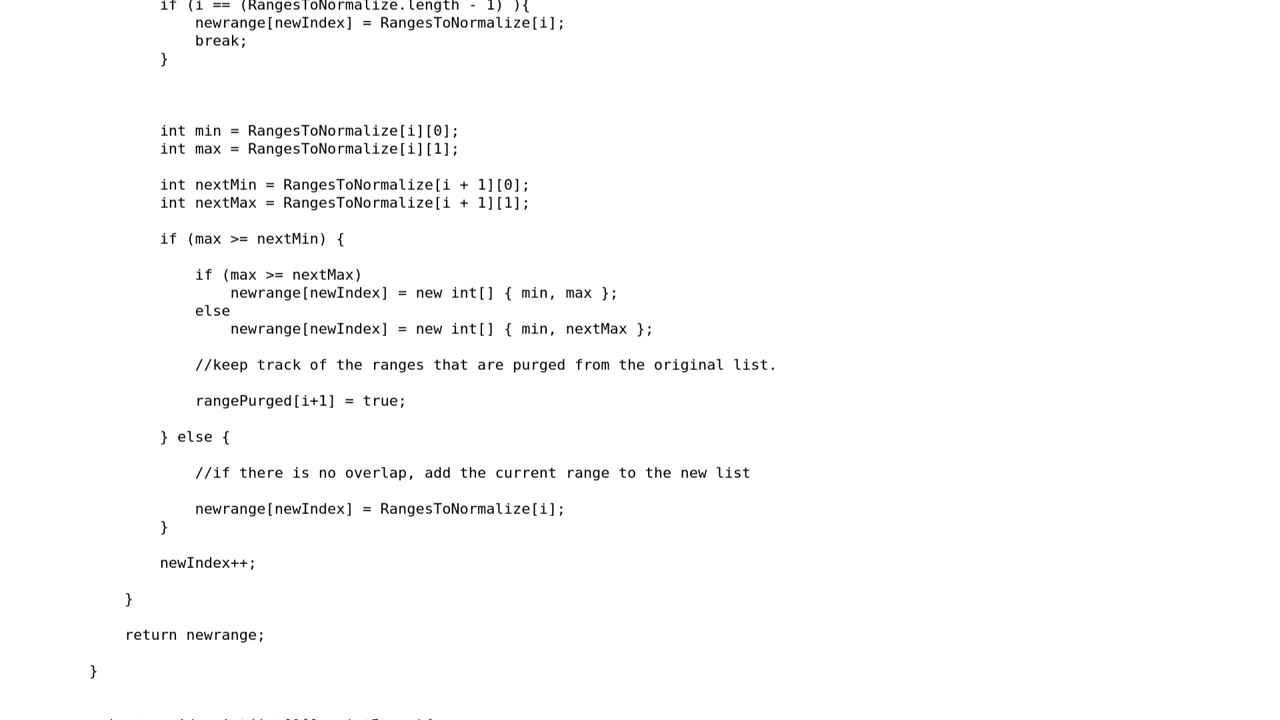 if (i == (RangesToNormalize.length - 1) ){
newrange[newIndex] = RangesToNormalize[i];
break;
}
int min = RangesToNormalize[i][0];
int max = RangesToNormalize[i][1];
int nextMin = RangesToNormalize[i + 1][0];
int nextMax = RangesToNormalize[i + 1][1];
if (max >= nextMin) {
if (max >= nextMax)
newrange[newIndex] = new int[] { min, max };
else
newrange[newIndex] = new int[] { min, nextMax };
//keep track of the ranges that are purged from the original list.
rangePurged[i+1] = true;
} else {
//if there is no overlap, add the current range to the new list
newrange[newIndex] = RangesToNormalize[i];
}
newIndex++;
}
return newrange;
}